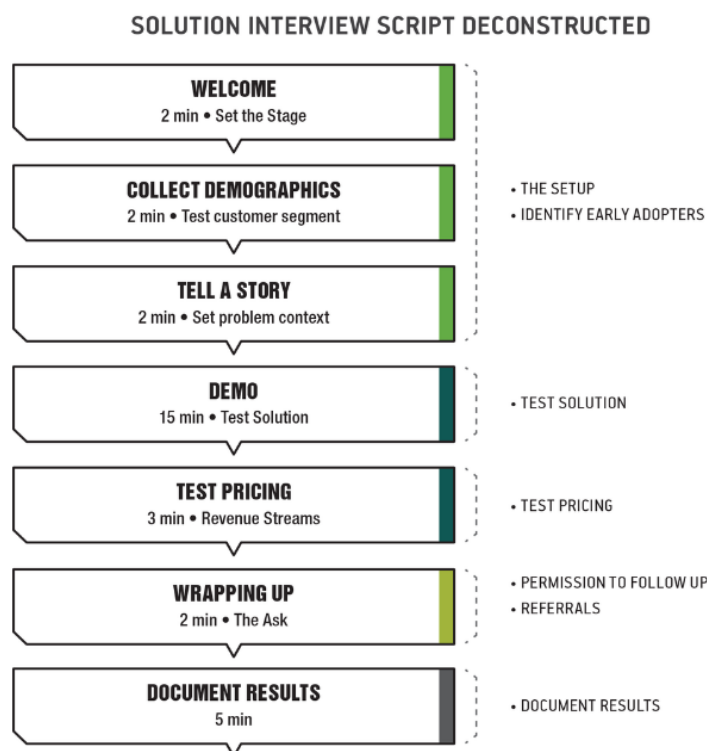 SOLUTION INTERVIEW SCRIPT DECONSTRUCTED
WELCOME
2 min • Set the Stage
COLLECT DEMOGRAPHICS
2 min • Test customer segment
TELL A STORY
2 min • Set problem context
• THE SETUP
• IDENTIFY EARLY ADOPTERS
DEMO
15 min • Test Solution
• TEST SOLUTION
TEST PRICING
3 min • Revenue Streams
• TEST PRICING
WRAPPING UP
2 min • The Ask
• PERMISSION TO FOLLOW UP
• REFERRALS
DOCUMENT RESULTS
5 min
• DOCUMENT RESULTS